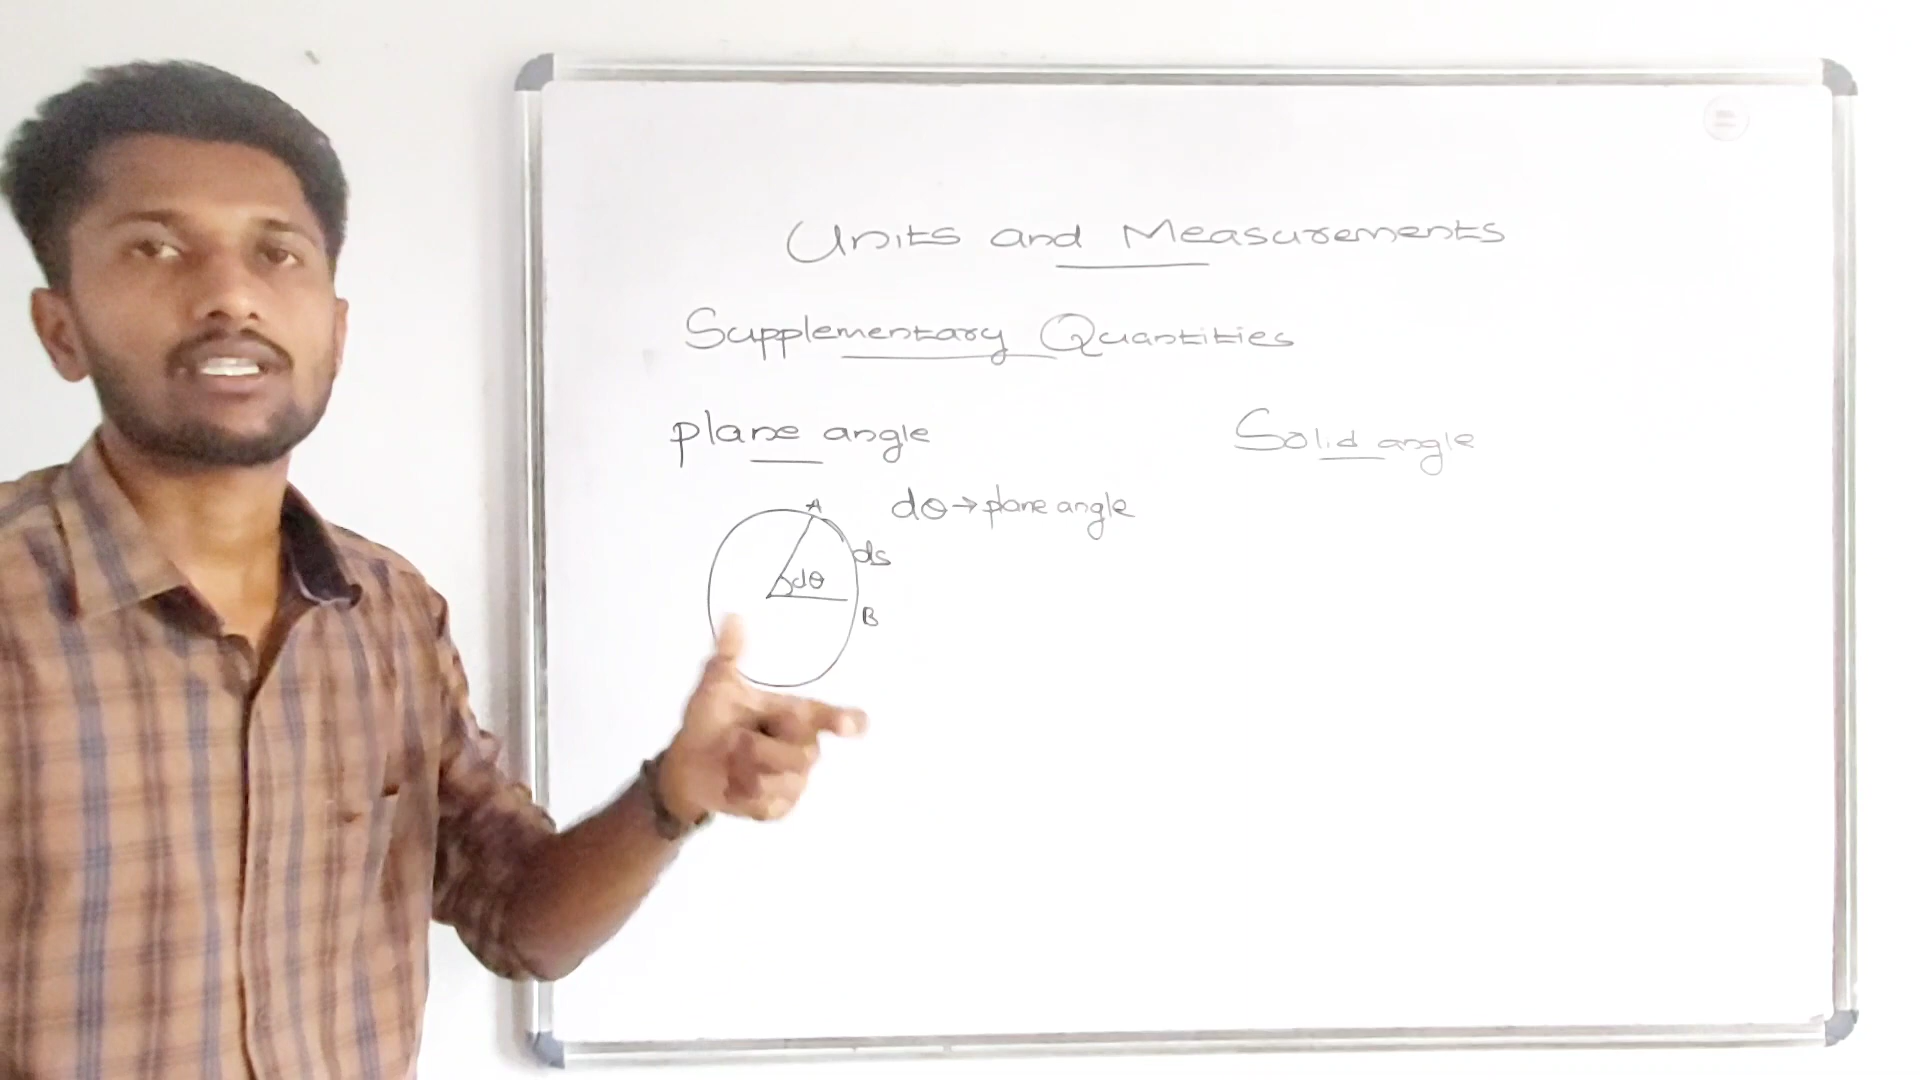 Units and Measurements
Supplementary Quantities
plane angle
Solid angle
A
dθ→plane angle
ds
dθ
B